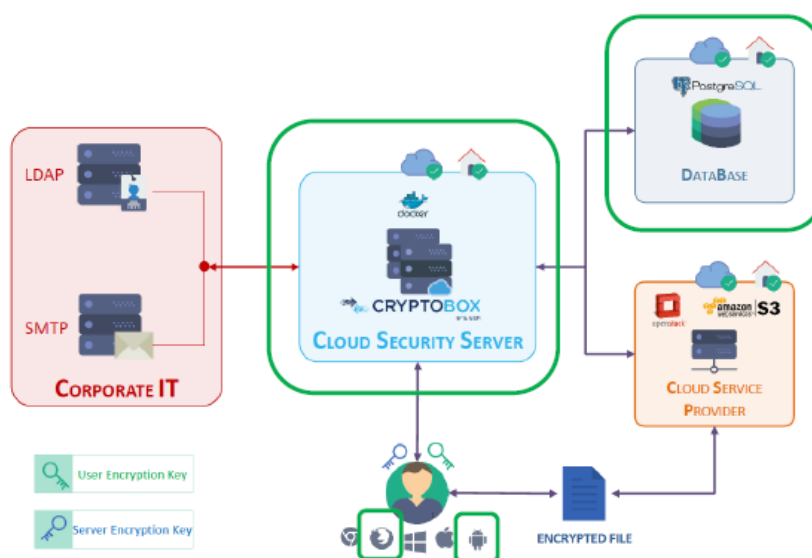 PostgreSQL
DATABASE
LDAP
SMTP
CORPORATE IT
docker
CRYPTOBOX
CLOUD SECURITY SERVER
openstack
amazon
webservices
S3
CLOUD SERVICE
PROVIDER
User Encryption Key
Server Encryption Key
ENCRYPTED FILE